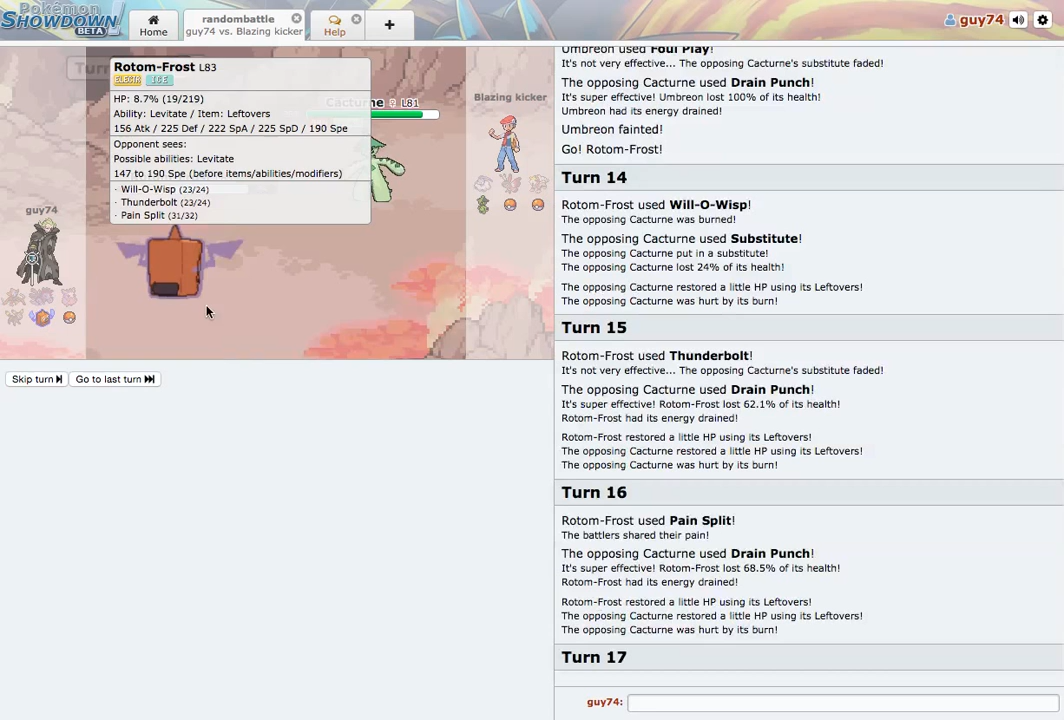 Pokémon
SHOWDOWN!
BETA
Home
randombattle
guy74 vs. Blazing kicker
Help
guy74
Turn
Rotom-Frost L83
ELECTR ICE
HP: 8.7% (19/219)
Ability: Levitate / Item: Leftovers
156 Atk / 225 Def / 222 SpA / 225 SpD / 190 Spe
Opponent sees:
Possible abilities: Levitate
147 to 190 Spe (before items/abilities/modifiers)
· Will-O-Wisp (23/24)
· Thunderbolt (23/24)
· Pain Split (31/32)
Cacturne L81
Blazing kicker
guy74
Skip turn
Go to last turn
Umbreon used Foul Play!
It's not very effective... The opposing Cacturne's substitute faded!
The opposing Cacturne used Drain Punch!
It's super effective! Umbreon lost 100% of its health!
Umbreon had its energy drained!
Umbreon fainted!
Go! Rotom-Frost!
Turn 14
Rotom-Frost used Will-O-Wisp!
The opposing Cacturne was burned!
The opposing Cacturne used Substitute!
The opposing Cacturne put in a substitute!
The opposing Cacturne lost 24% of its health!
The opposing Cacturne restored a little HP using its Leftovers!
The opposing Cacturne was hurt by its burn!
Turn 15
Rotom-Frost used Thunderbolt!
It's not very effective... The opposing Cacturne's substitute faded!
The opposing Cacturne used Drain Punch!
It's super effective! Rotom-Frost lost 62.1% of its health!
Rotom-Frost had its energy drained!
Rotom-Frost restored a little HP using its Leftovers!
The opposing Cacturne restored a little HP using its Leftovers!
The opposing Cacturne was hurt by its burn!
Turn 16
Rotom-Frost used Pain Split!
The battlers shared their pain!
The opposing Cacturne used Drain Punch!
It's super effective! Rotom-Frost lost 68.5% of its health!
Rotom-Frost had its energy drained!
Rotom-Frost restored a little HP using its Leftovers!
The opposing Cacturne restored a little HP using its Leftovers!
The opposing Cacturne was hurt by its burn!
Turn 17
guy74: